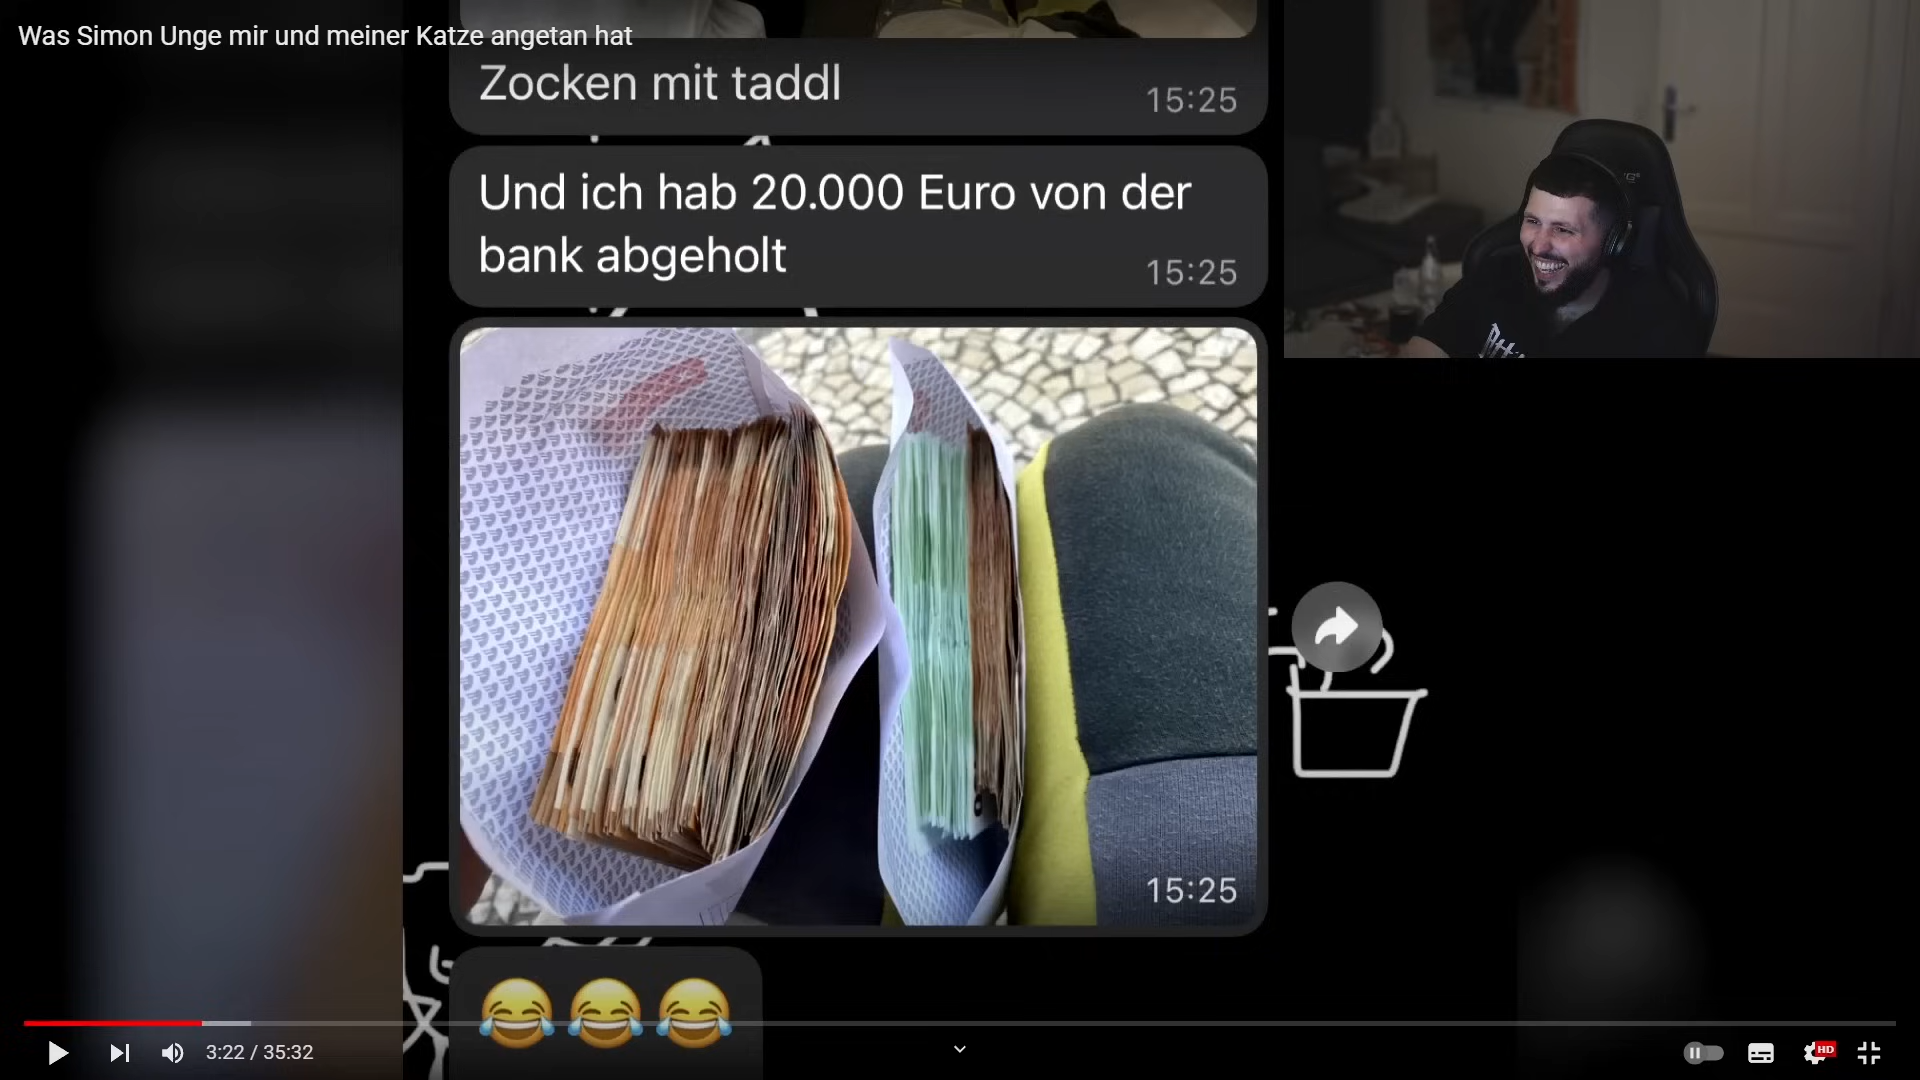 Was Simon Unge mir und meiner Katze angetan hat
Zocken mit taddl
15:25
Und ich hab 20.000 Euro von der
bank abgeholt
15:25
15:25
😂😂😂
3:22 / 35:32
HD